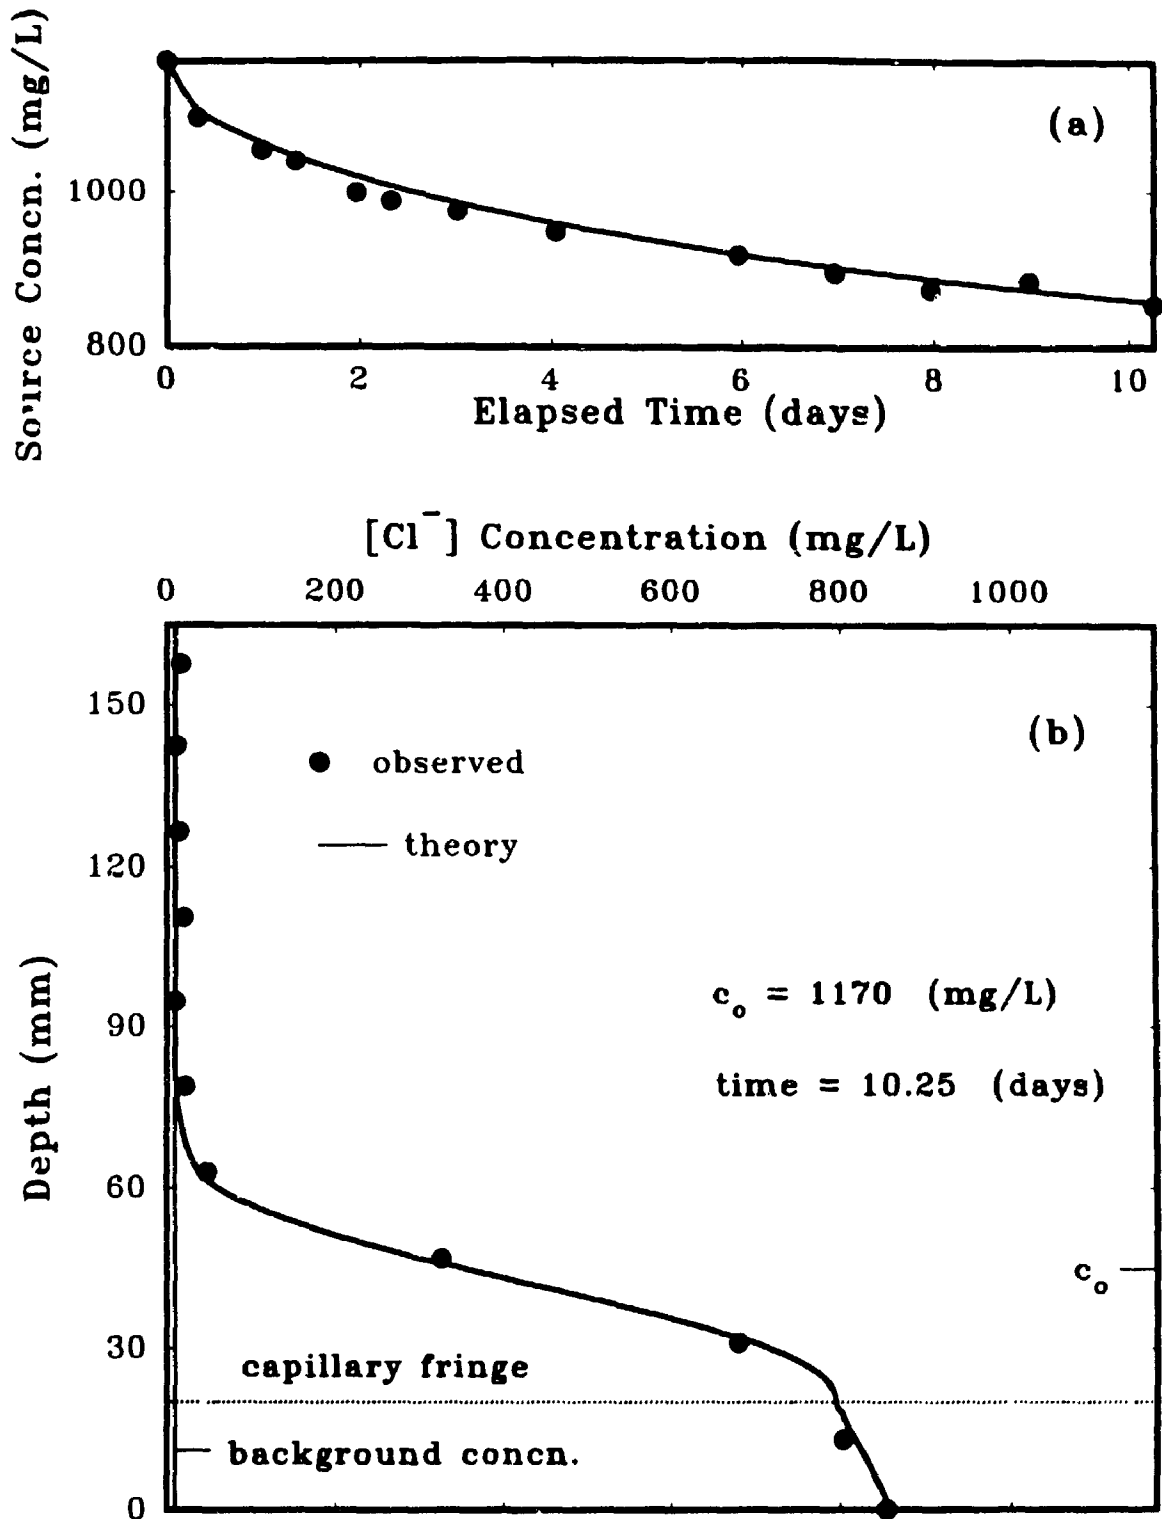 Source Concn. (mg/L)
(a)
1000
800
0 2 4 6 8 10
Elapsed Time (days)
[Cl⁻] Concentration (mg/L)
0 200 400 600 800 1000
Depth (mm)
150
(b)
● observed
— theory
120
c₀ = 1170 (mg/L)
90
time = 10.25 (days)
60
c₀
30
capillary fringe
background concn.
0